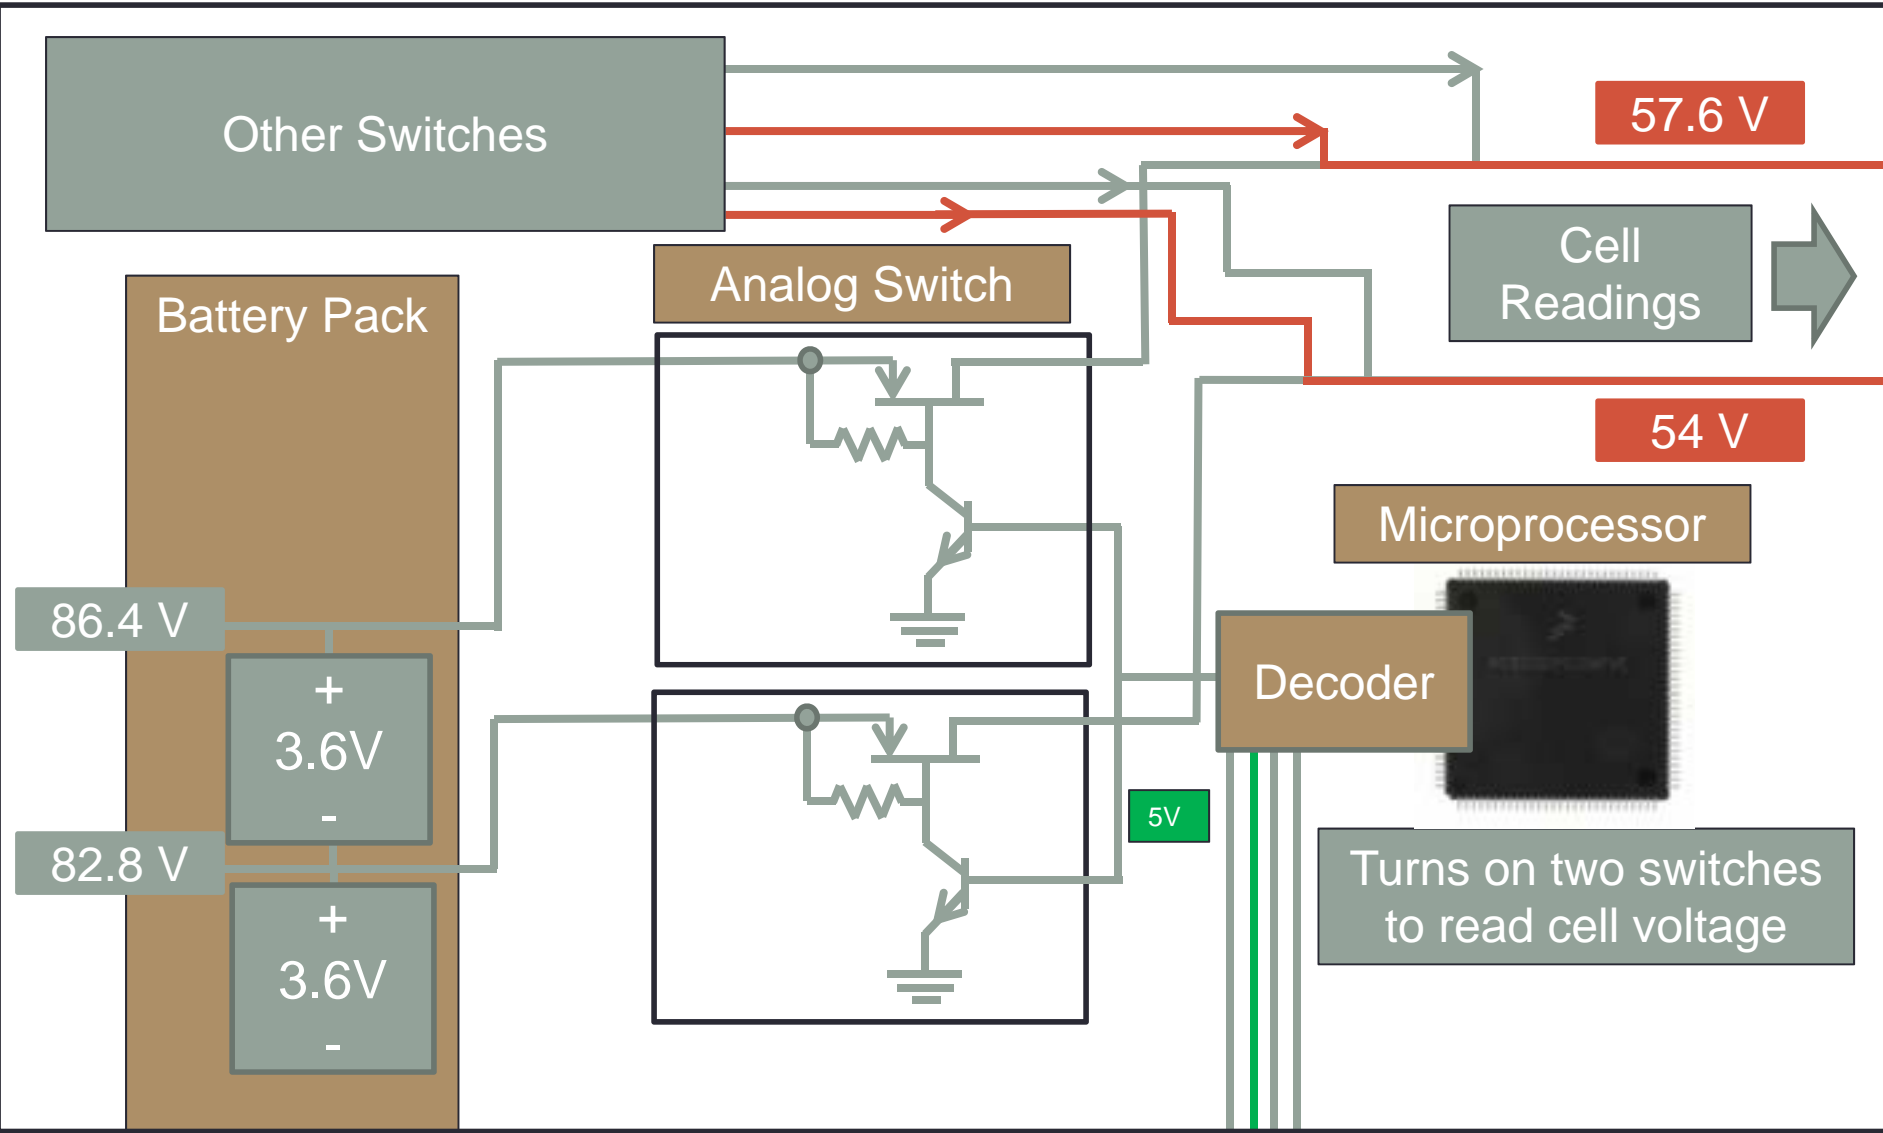 Other Switches
57.6 V
Cell
Readings
Analog Switch
Battery Pack
54 V
Microprocessor
86.4 V
+
3.6V
-
Decoder
5V
82.8 V
+
3.6V
-
Turns on two switches
to read cell voltage